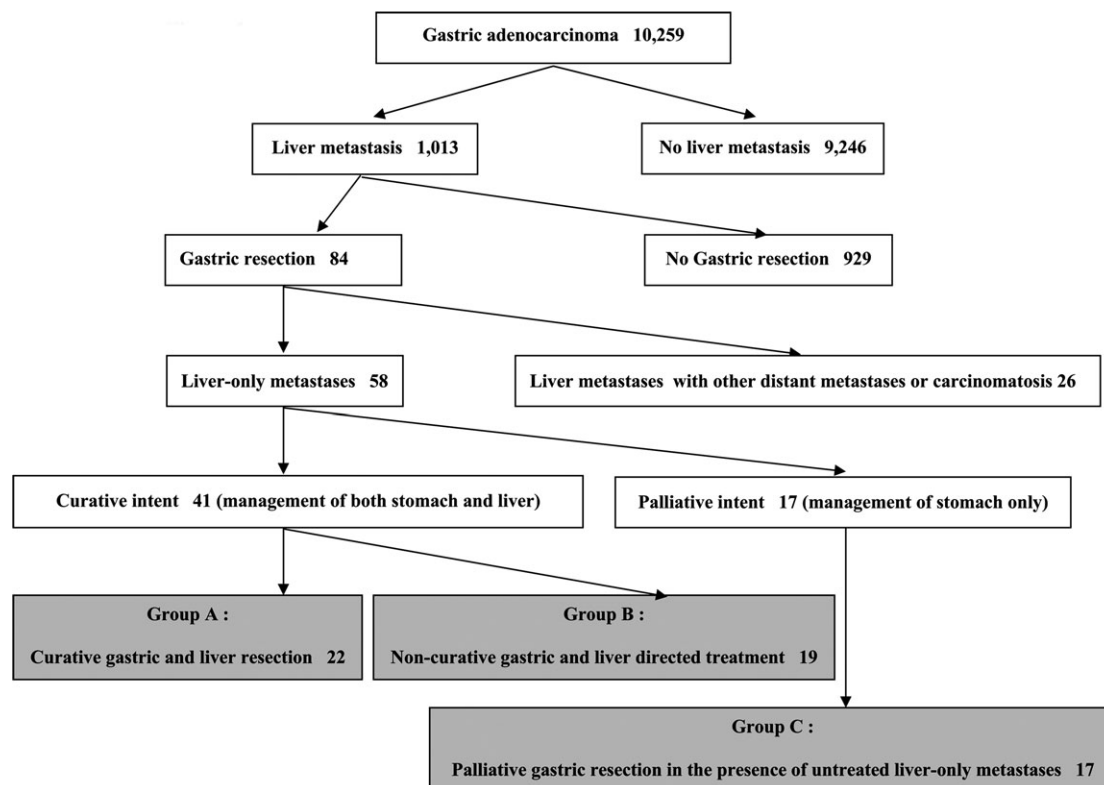 Gastric adenocarcinoma 10,259
Liver metastasis 1,013
No liver metastasis 9,246
Gastric resection 84
No Gastric resection 929
Liver-only metastases 58
Liver metastases with other distant metastases or carcinomatosis 26
Curative intent 41 (management of both stomach and liver)
Palliative intent 17 (management of stomach only)
Group A :
Curative gastric and liver resection 22
Group B :
Non-curative gastric and liver directed treatment 19
Group C :
Palliative gastric resection in the presence of untreated liver-only metastases 17